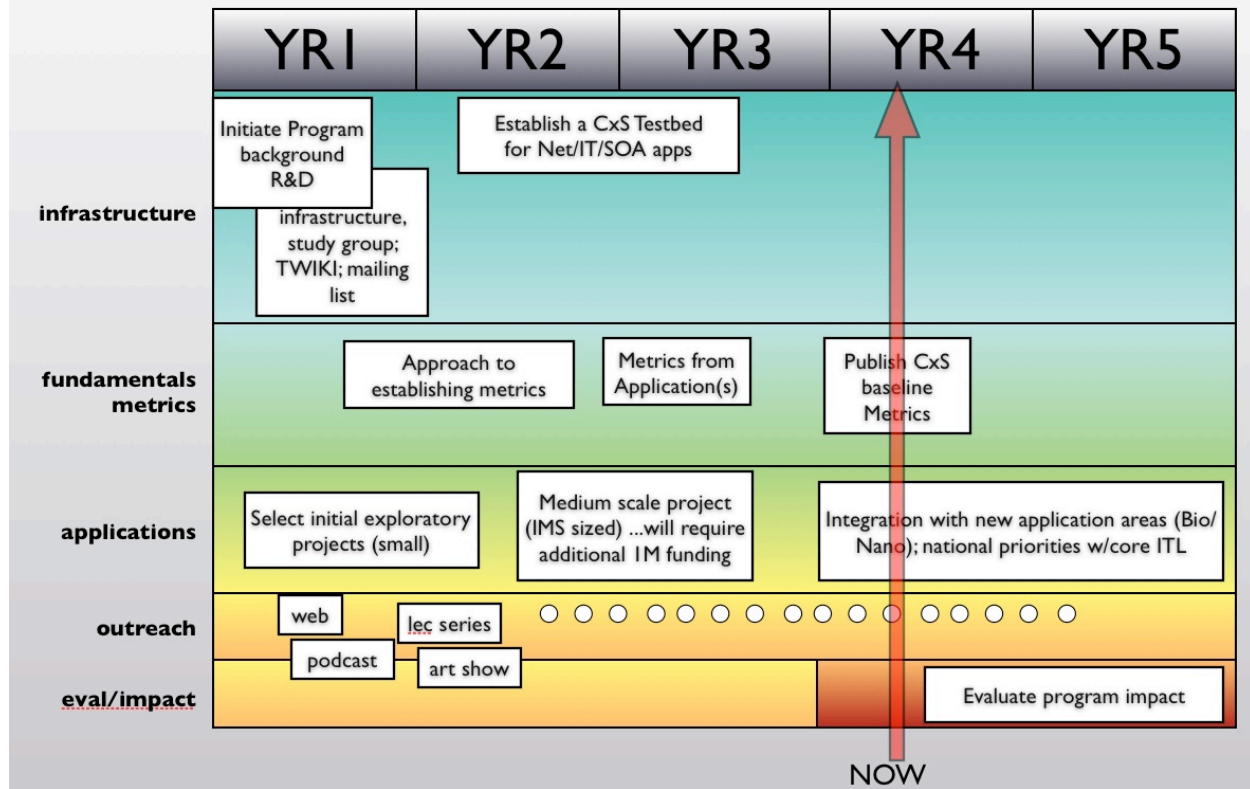 YR1
YR2
YR3
YR4
YR5
infrastructure
Initiate Program
background
R&D
infrastructure,
study group;
TWIKI; mailing
list
Establish a CxS Testbed
for Net/IT/SOA apps
fundamentals
metrics
Approach to
establishing metrics
Metrics from
Application(s)
Publish CxS
baseline
Metrics
applications
Select initial exploratory
projects (small)
Medium scale project
(IMS sized) ...will require
additional 1M funding
Integration with new application areas (Bio/
Nano); national priorities w/core ITL
outreach
web
podcast
lec series
art show
eval/impact
Evaluate program impact
NOW